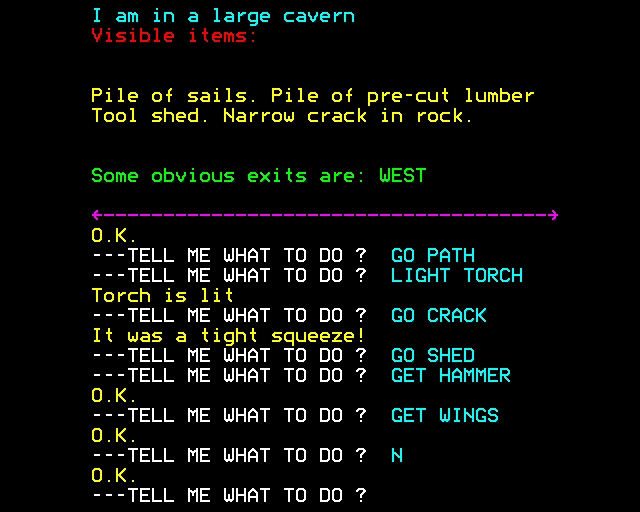 I am in a large cavern
Visible items:
Pile of sails. Pile of pre-cut lumber
Tool shed. Narrow crack in rock.
Some obvious exits are: WEST
<---------------------------------------->
O.K.
---TELL ME WHAT TO DO ? GO PATH
---TELL ME WHAT TO DO ? LIGHT TORCH
Torch is lit
---TELL ME WHAT TO DO ? GO CRACK
It was a tight squeeze!
---TELL ME WHAT TO DO ? GO SHED
---TELL ME WHAT TO DO ? GET HAMMER
O.K.
---TELL ME WHAT TO DO ? GET WINGS
O.K.
---TELL ME WHAT TO DO ? N
O.K.
---TELL ME WHAT TO DO ?